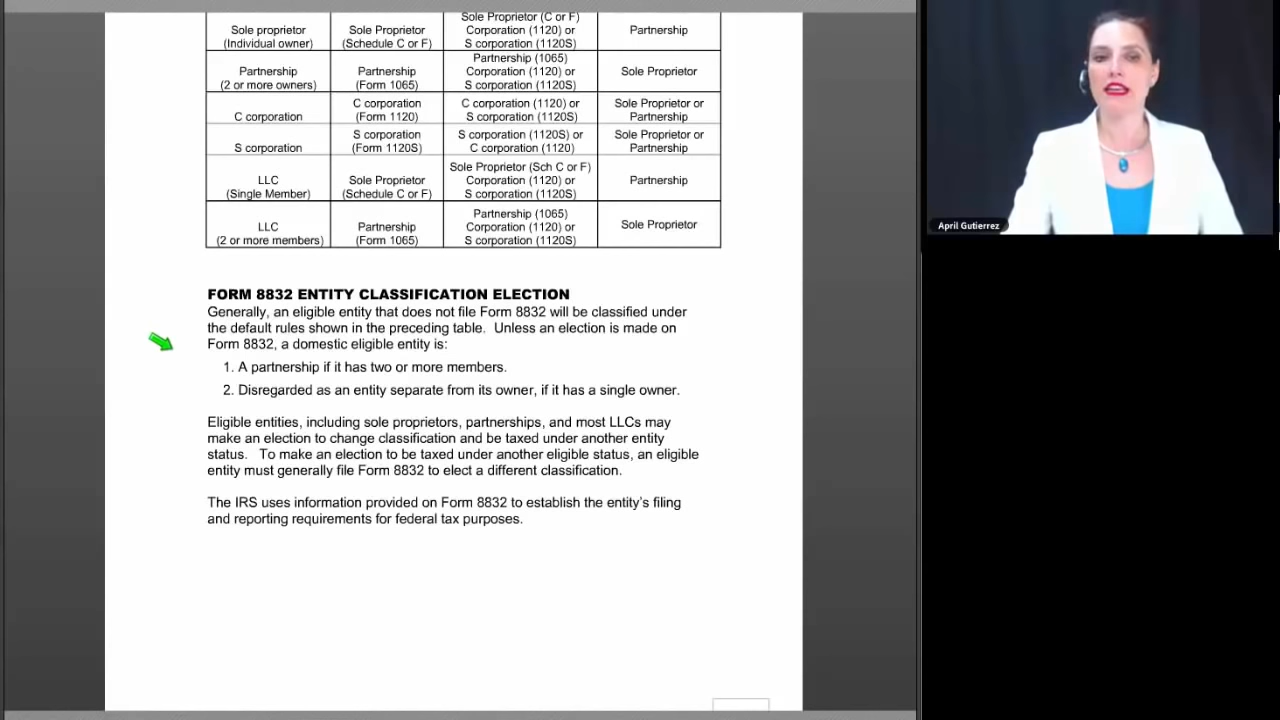 Sole proprietor
(Individual owner)
Sole Proprietor
(Schedule C or F)
Sole Proprietor (C or F)
Corporation (1120) or
S corporation (1120S)
Partnership
Partnership
(2 or more owners)
Partnership
(Form 1065)
Partnership (1065)
Corporation (1120) or
S corporation (1120S)
Sole Proprietor
C corporation
C corporation
(Form 1120)
C corporation (1120) or
S corporation (1120S)
Sole Proprietor or
Partnership
S corporation
S corporation
(Form 1120S)
S corporation (1120S) or
C corporation (1120)
Sole Proprietor or
Partnership
LLC
(Single Member)
Sole Proprietor
(Schedule C or F)
Sole Proprietor (Sch C or F)
Corporation (1120) or
S corporation (1120S)
Partnership
LLC
(2 or more members)
Partnership
(Form 1065)
Partnership (1065)
Corporation (1120) or
S corporation (1120S)
Sole Proprietor
FORM 8832 ENTITY CLASSIFICATION ELECTION
Generally, an eligible entity that does not file Form 8832 will be classified under
the default rules shown in the preceding table. Unless an election is made on
Form 8832, a domestic eligible entity is:
1. A partnership if it has two or more members.
2. Disregarded as an entity separate from its owner, if it has a single owner.
Eligible entities, including sole proprietors, partnerships, and most LLCs may
make an election to change classification and be taxed under another entity
status. To make an election to be taxed under another eligible status, an eligible
entity must generally file Form 8832 to elect a different classification.
The IRS uses information provided on Form 8832 to establish the entity's filing
and reporting requirements for federal tax purposes.
April Gutierrez